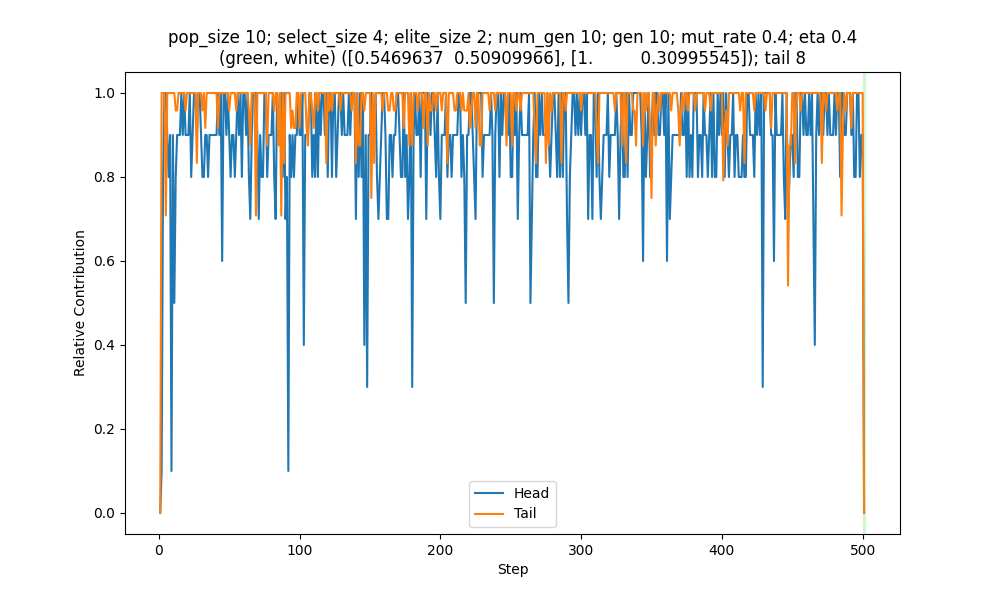 pop_size 10; select_size 4; elite_size 2; num_gen 10; gen 10; mut_rate 0.4; eta 0.4
(green, white) ([0.5469637  0.50909966], [1.         0.30995545]); tail 8
1.0
0.8
0.6
0.4
0.2
0.0
Relative Contribution
Head
Tail
0 100 200 300 400 500
Step